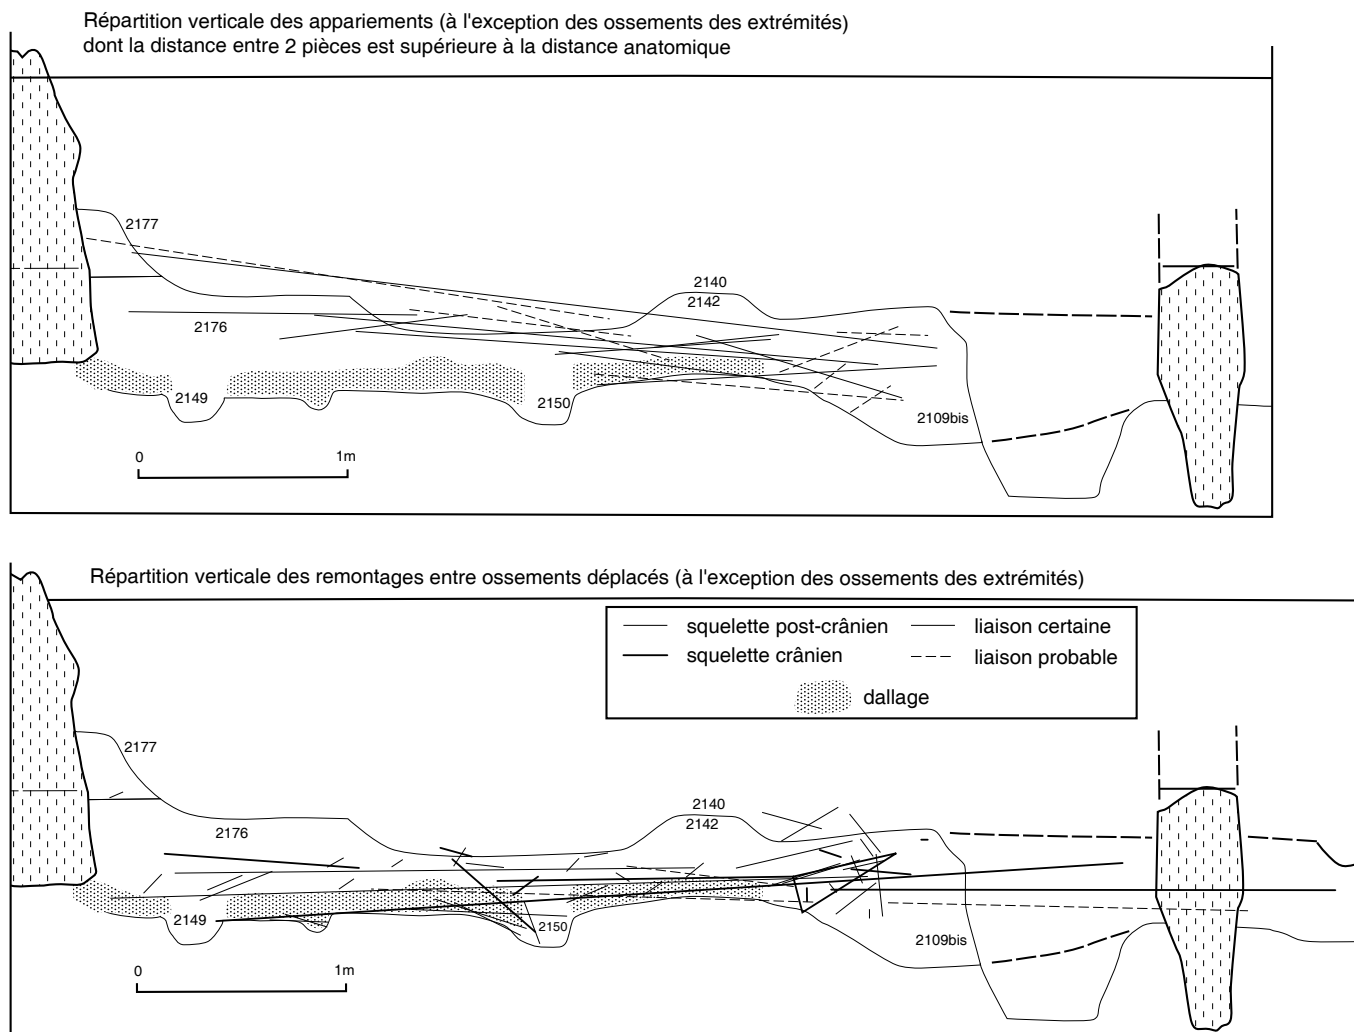 Répartition verticale des appariements (à l'exception des ossements des extrémités)
dont la distance entre 2 pièces est supérieure à la distance anatomique
2177
2140
2142
2176
2149
2150
2109bis
0 1m
Répartition verticale des remontages entre ossements déplacés (à l'exception des ossements des extrémités)
squelette post-crânien liaison certaine
squelette crânien liaison probable
dallage
2177
2140
2142
2176
2149
2150
2109bis
0 1m